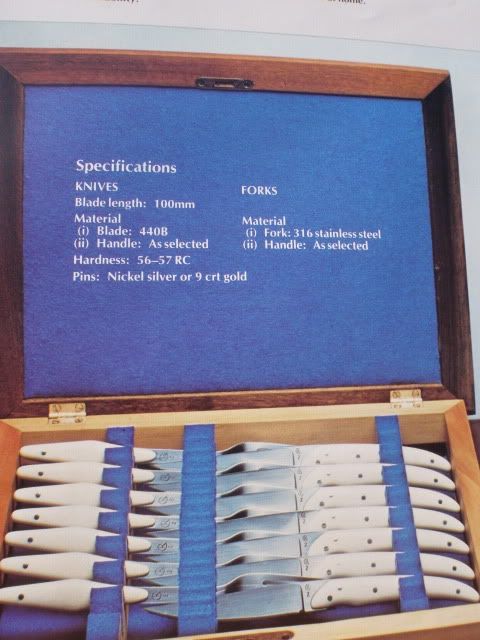 Specifications
KNIVES
Blade length: 100mm
Material
(i) Blade: 440B
(ii) Handle: As selected
Hardness: 56–57 RC
Pins: Nickel silver or 9 crt gold
FORKS
Material
(i) Fork: 316 stainless steel
(ii) Handle: As selected